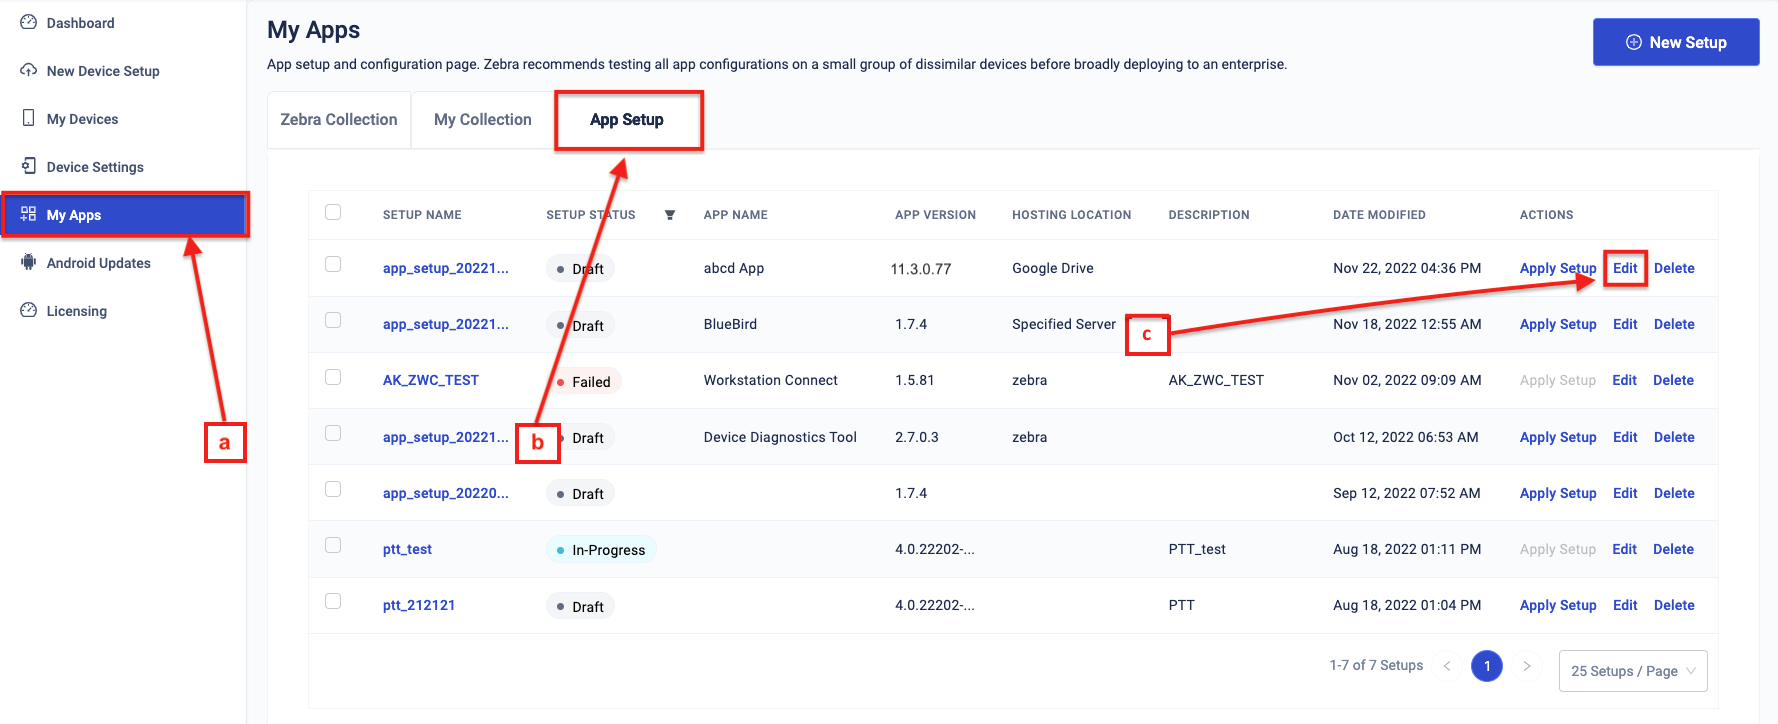 Dashboard
New Device Setup
My Devices
Device Settings
My Apps
Android Updates
Licensing
a
My Apps
App setup and configuration page. Zebra recommends testing all app configurations on a small group of dissimilar devices before broadly deploying to an enterprise.
New Setup
Zebra Collection My Collection App Setup
SETUP NAME SETUP STATUS APP NAME APP VERSION HOSTING LOCATION DESCRIPTION DATE MODIFIED ACTIONS
app_setup_20221... Draft abcd App 11.3.0.77 Google Drive Nov 22, 2022 04:36 PM Apply Setup Edit Delete
app_setup_20221... Draft BlueBird 1.7.4 Specified Server Nov 18, 2022 12:55 AM Apply Setup Edit Delete
c
AK_ZWC_TEST Failed Workstation Connect 1.5.81 zebra AK_ZWC_TEST Nov 02, 2022 09:09 AM Apply Setup Edit Delete
app_setup_20221... Draft Device Diagnostics Tool 2.7.0.3 zebra Oct 12, 2022 06:53 AM Apply Setup Edit Delete
b
app_setup_20220... Draft 1.7.4 Sep 12, 2022 07:52 AM Apply Setup Edit Delete
ptt_test In-Progress 4.0.22202-... PTT_test Aug 18, 2022 01:11 PM Apply Setup Edit Delete
ptt_212121 Draft 4.0.22202-... PTT Aug 18, 2022 01:04 PM Apply Setup Edit Delete
1-7 of 7 Setups < 1 > 25 Setups / Page